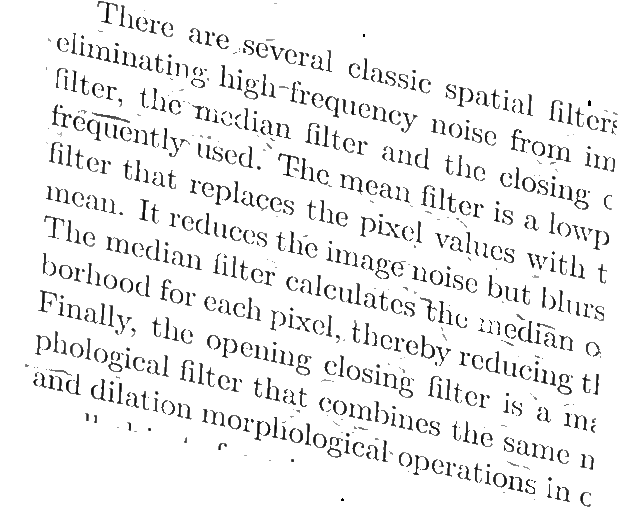 There are several classic spatial filters
eliminating high-frequency noise from im
filter, the median filter and the closing
frequently used. The mean filter is a lowp
filter that replaces the pixel values with t
mean. It reduces the image noise but blurs
The median filter calculates the median o
borhood for each pixel, thereby reducing th
Finally, the opening closing filter is a ma
phological filter that combines the same n
and dilation morphological operations in c